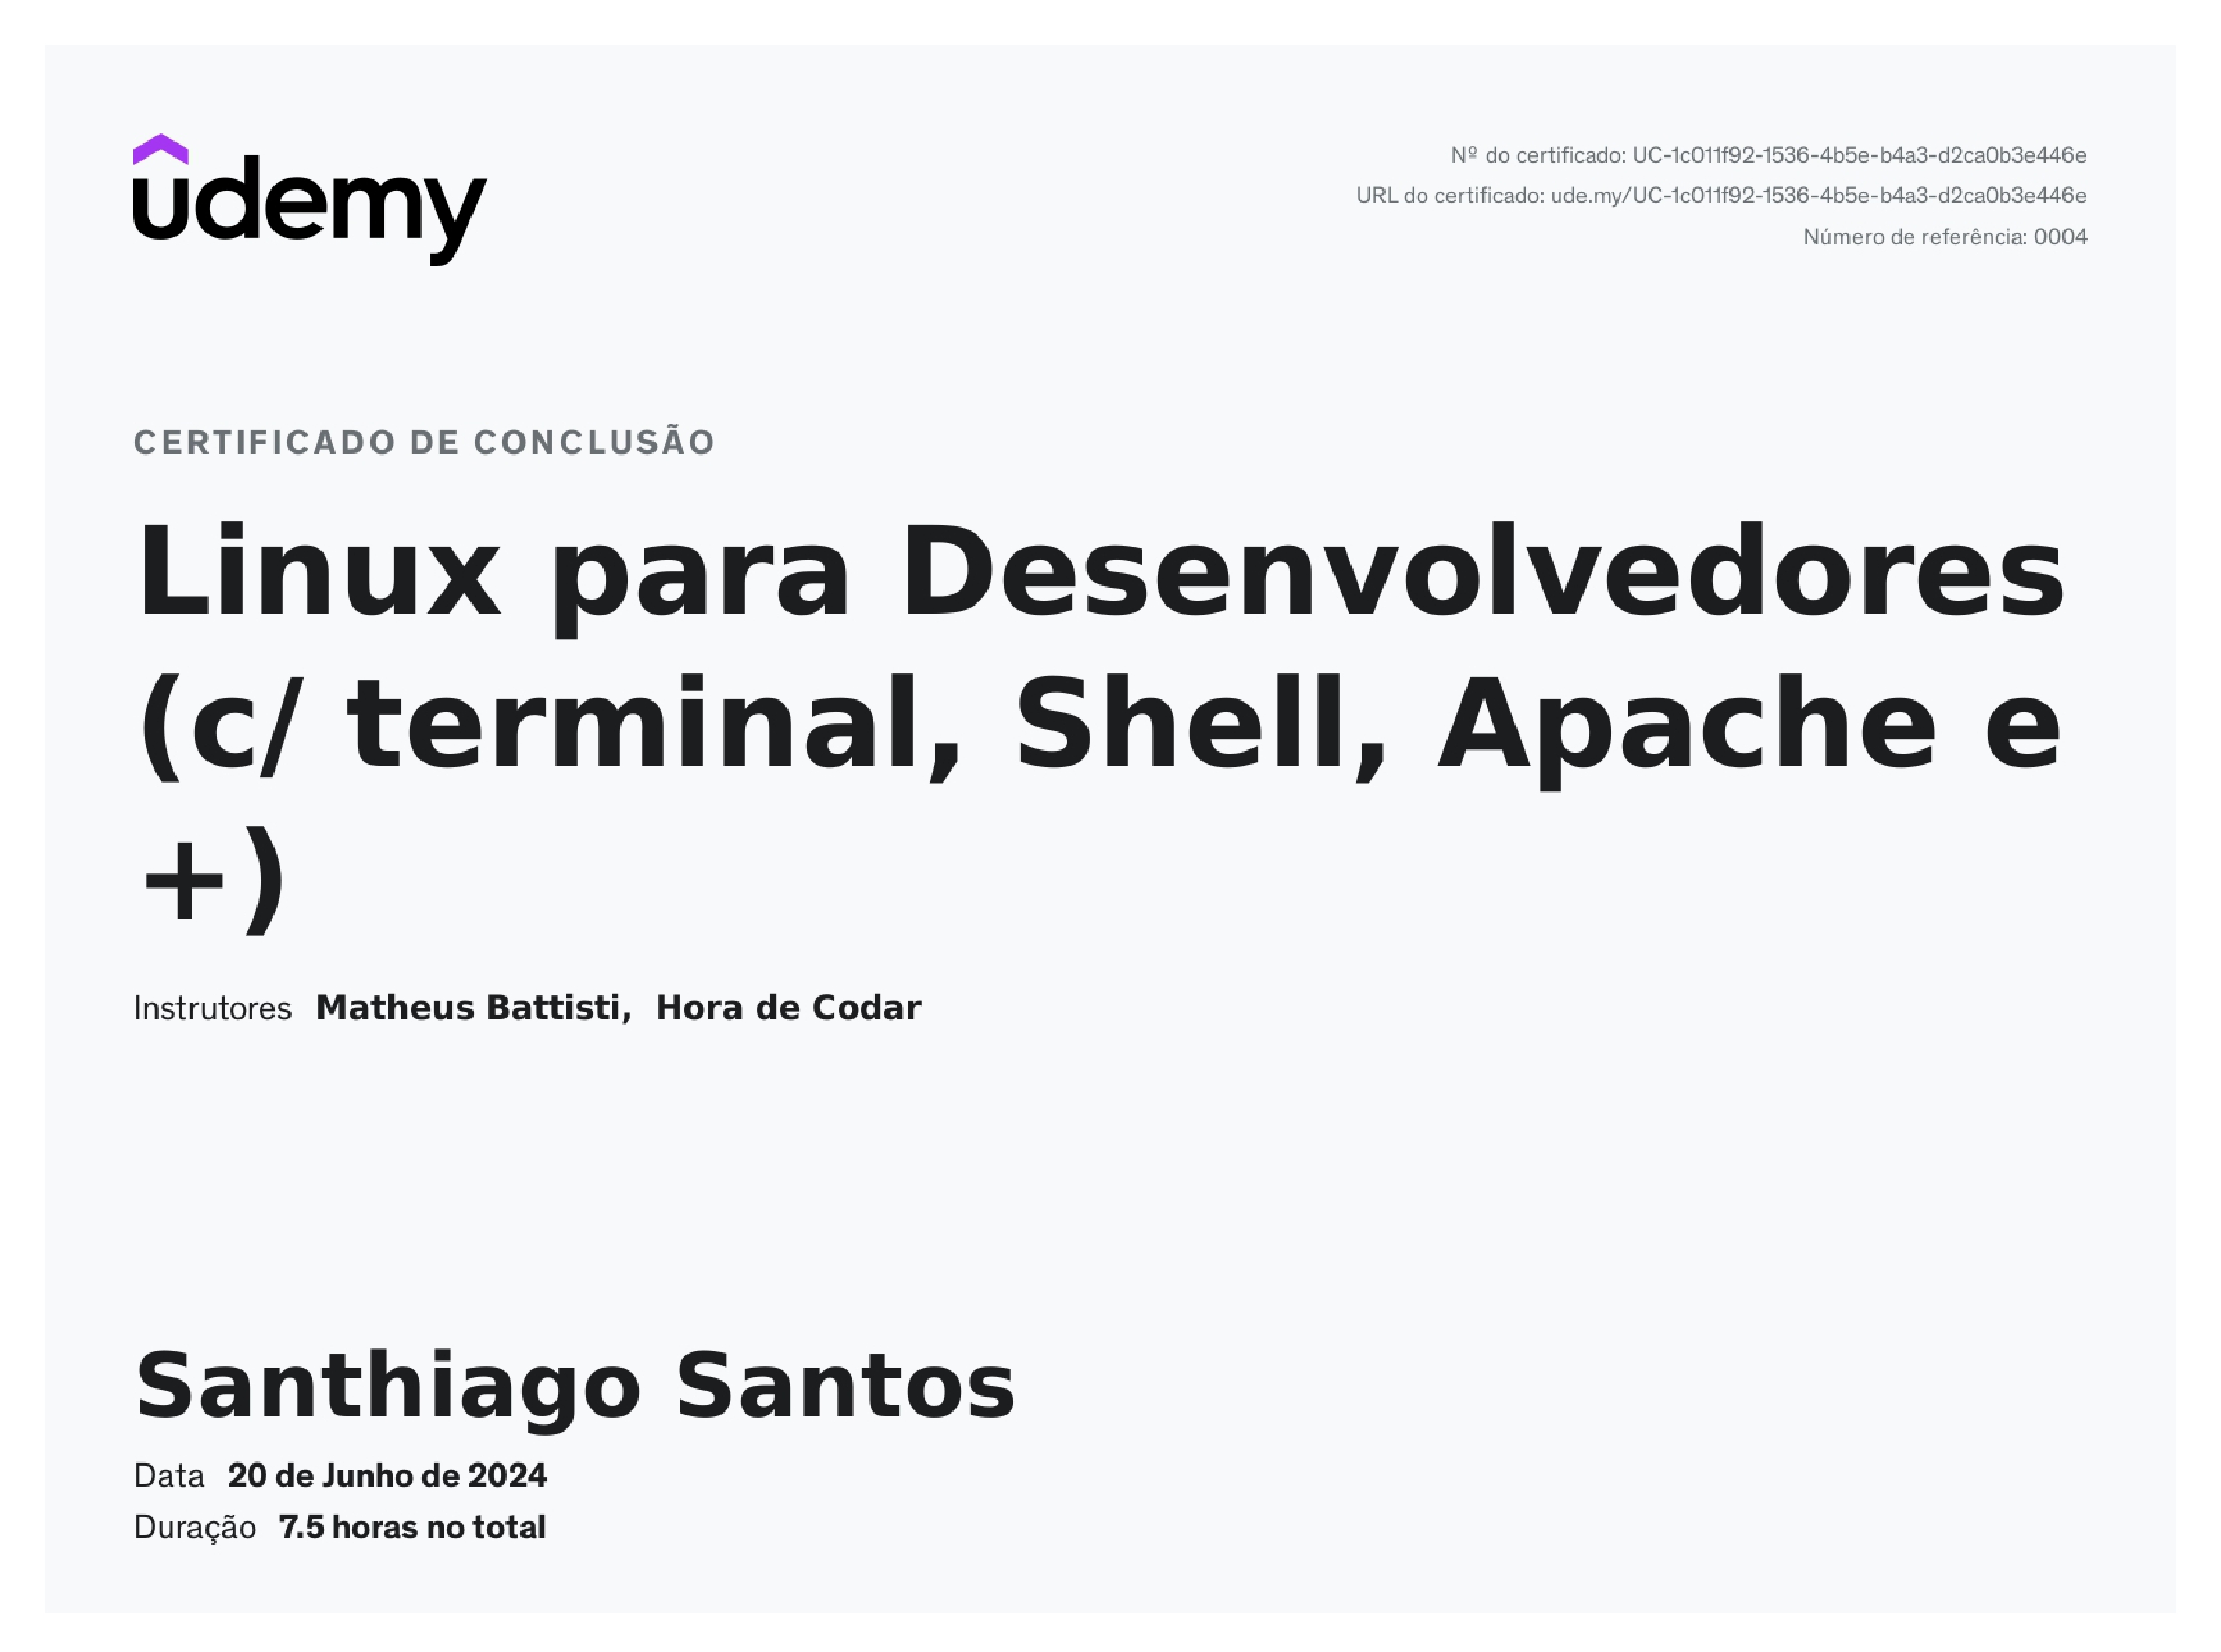 udemy
Nº do certificado: UC-1c011f92-1536-4b5e-b4a3-d2ca0b3e446e
URL do certificado: ude.my/UC-1c011f92-1536-4b5e-b4a3-d2ca0b3e446e
Número de referência: 0004
CERTIFICADO DE CONCLUSÃO
Linux para Desenvolvedores
(c/ terminal, Shell, Apache e
+)
Instrutores Matheus Battisti, Hora de Codar
Santhiago Santos
Data 20 de Junho de 2024
Duração 7.5 horas no total